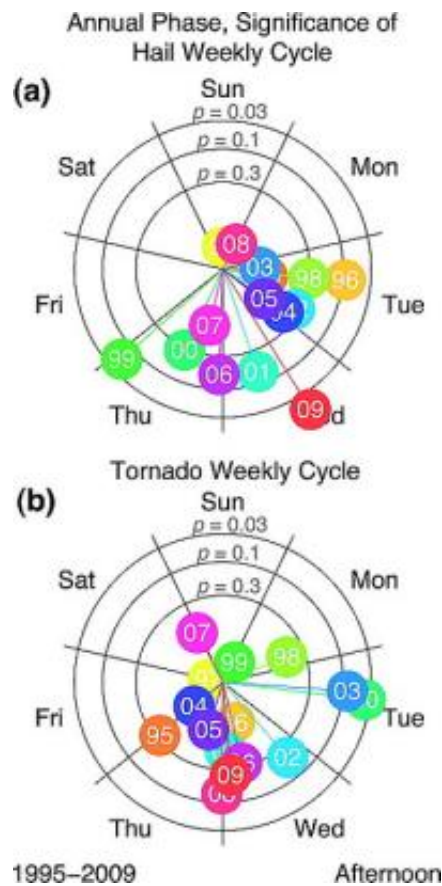 Annual Phase, Significance of
Hail Weekly Cycle
(a)
Sun
p = 0.03
p = 0.1
p = 0.3
Sat
Mon
08
03
98
96
05
04
Fri
Tue
07
00
99
06
01
09
Thu
Tornado Weekly Cycle
(b)
Sun
p = 0.03
p = 0.1
p = 0.3
Sat
Mon
07
99
98
03
04
Fri
Tue
95
05
02
09
Thu
Wed
1995–2009
Afternoon